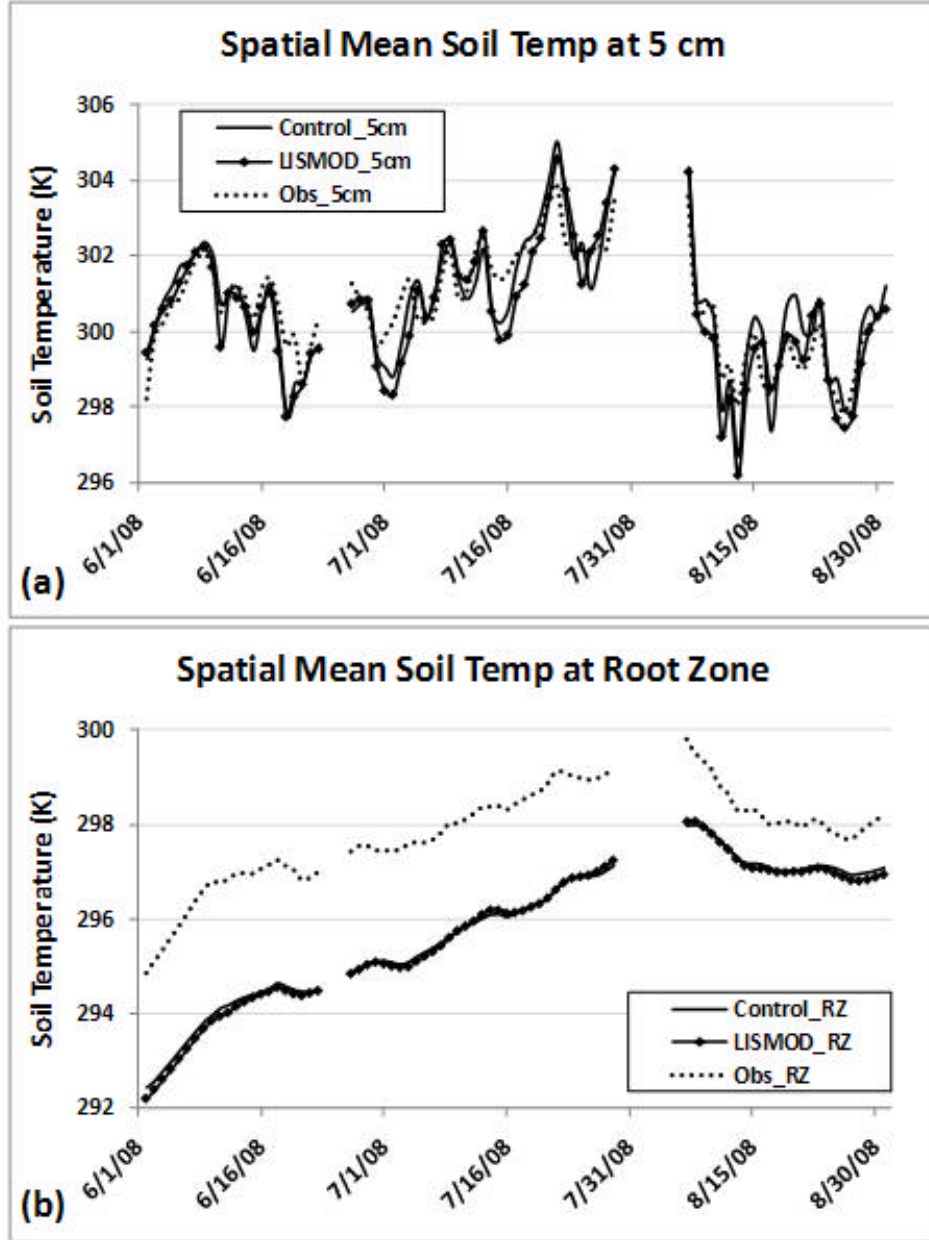 Spatial Mean Soil Temp at 5 cm
306
304
302
300
298
296
Soil Temperature (K)
Control_5cm
LISMOD_5cm
Obs_5cm
6/1/08
6/16/08
7/1/08
7/16/08
7/31/08
8/15/08
8/30/08
(a)
Spatial Mean Soil Temp at Root Zone
300
298
296
294
292
Soil Temperature (K)
Control_RZ
LISMOD_RZ
Obs_RZ
6/1/08
6/16/08
7/1/08
7/16/08
7/31/08
8/15/08
8/30/08
(b)